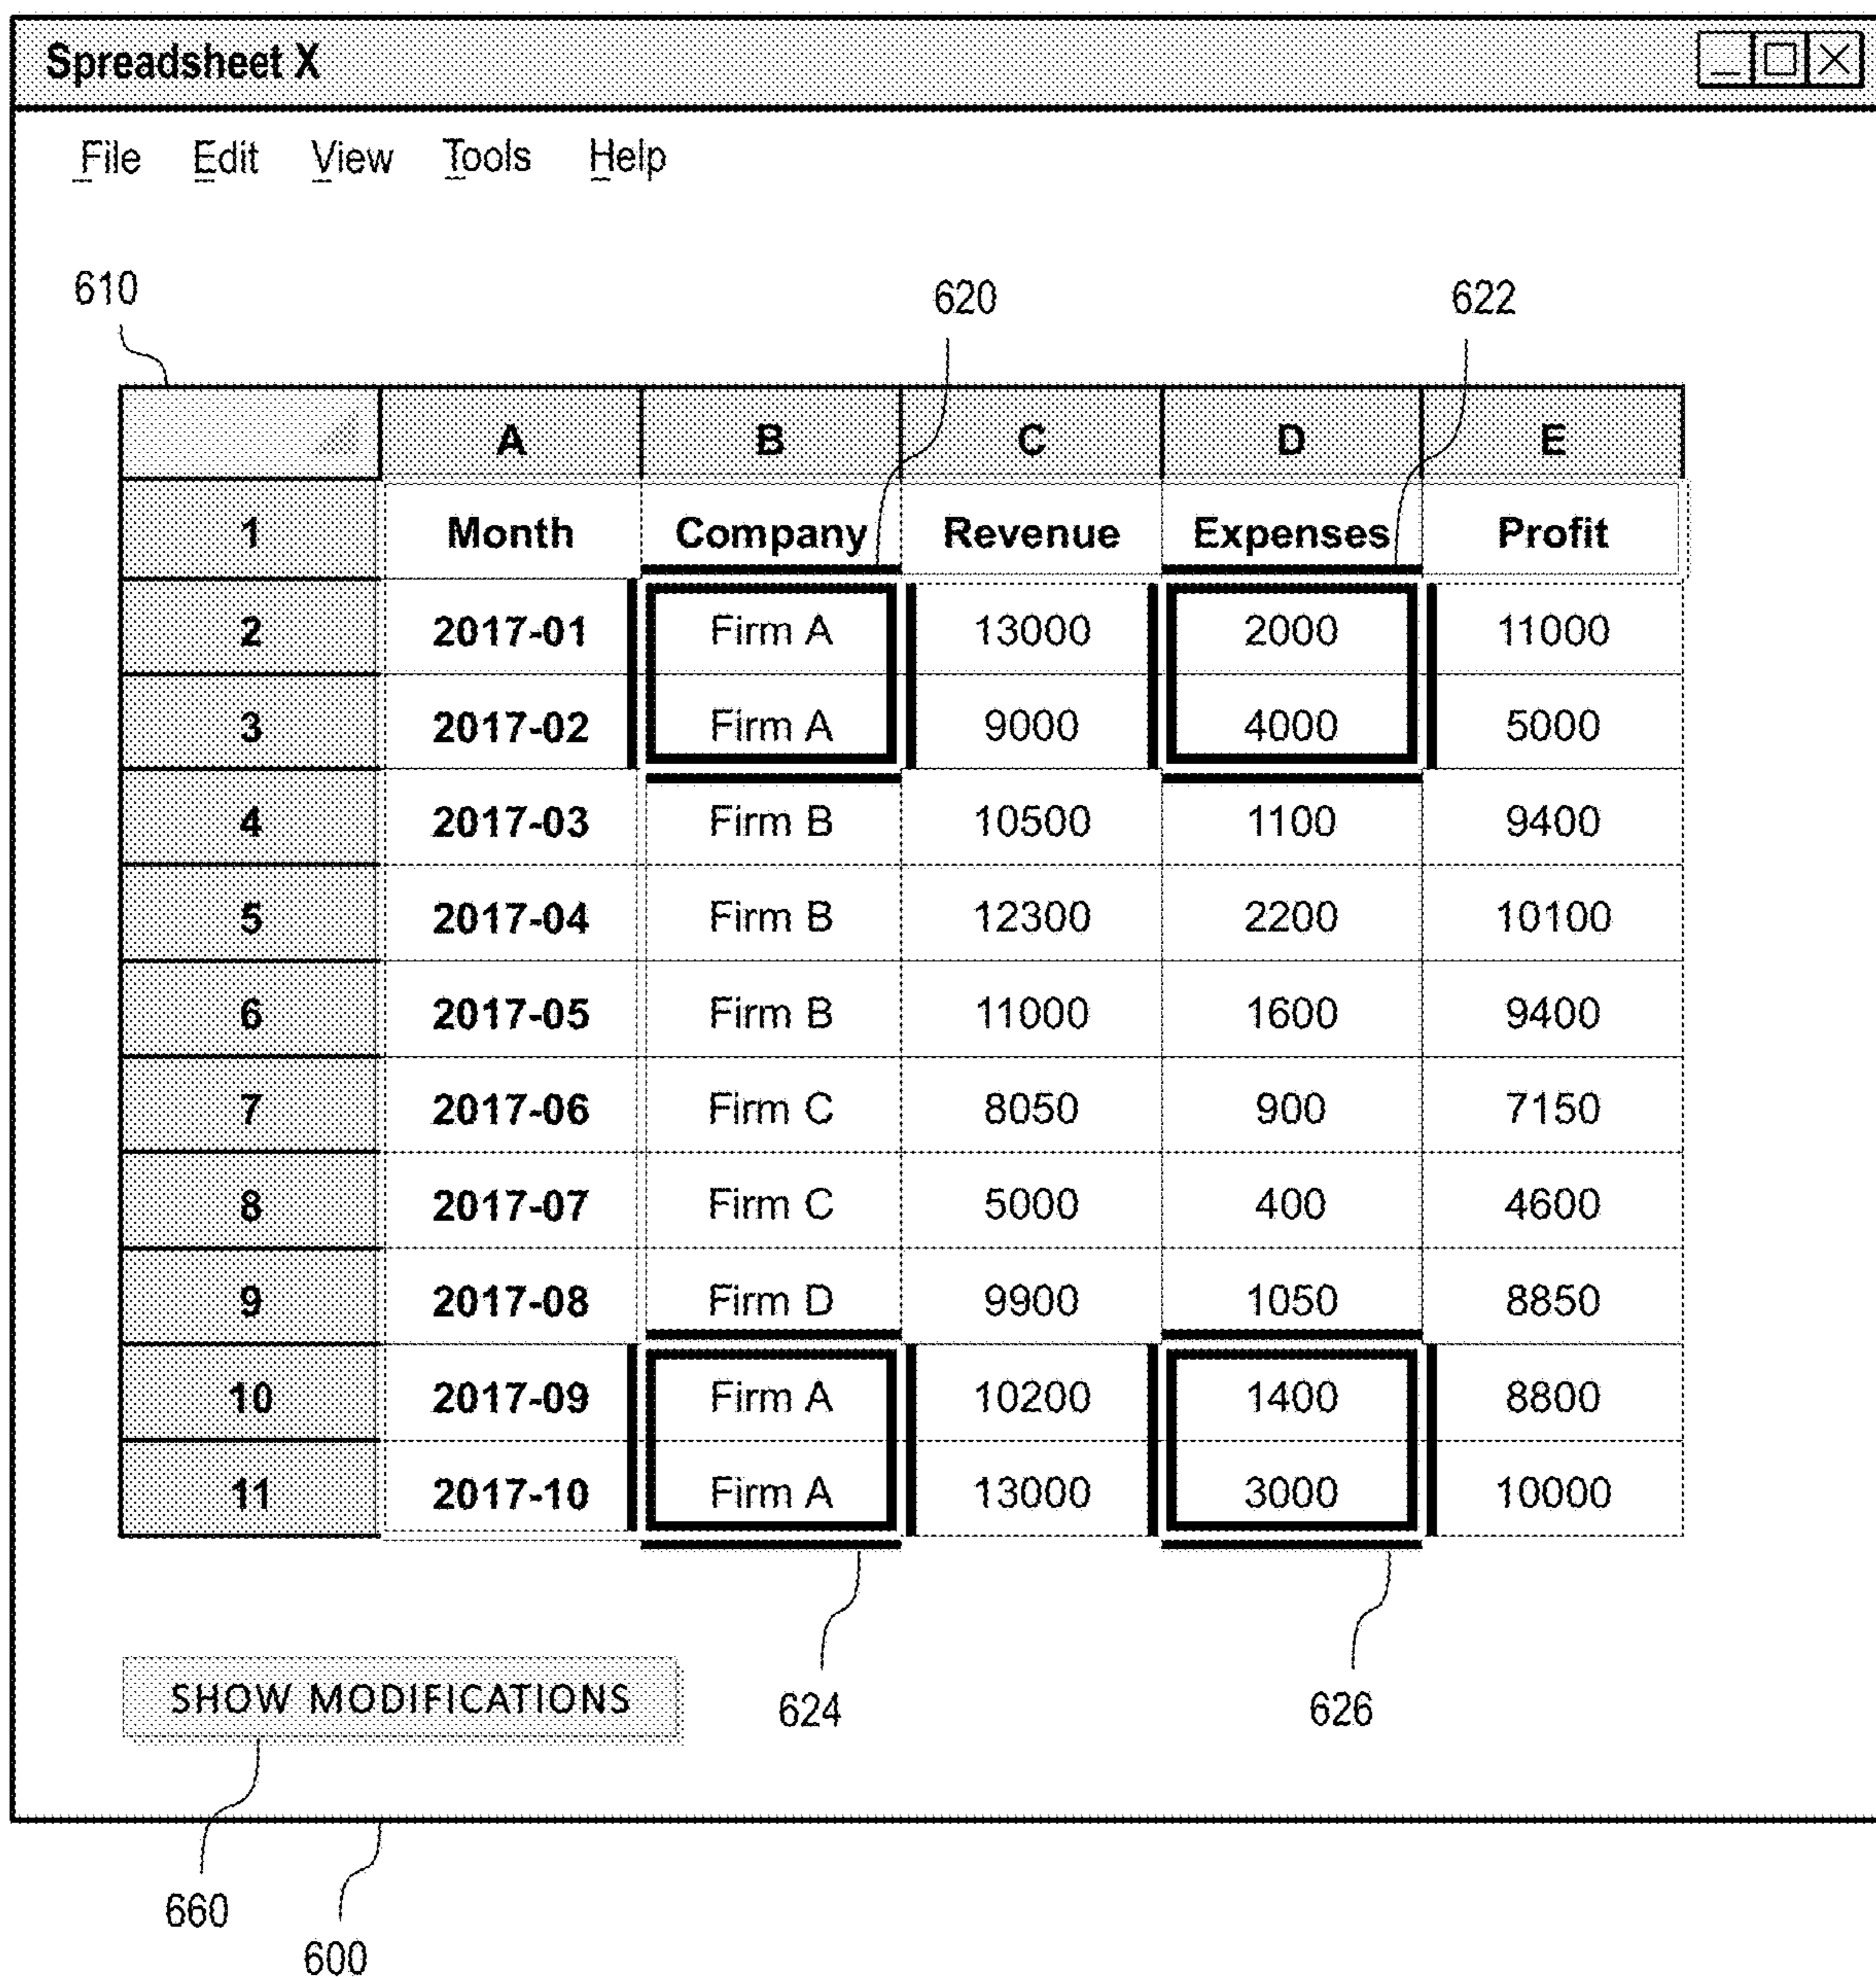 Spreadsheet X
File Edit View Tools Help
610 620 622
A B C D E
1 Month Company Revenue Expenses Profit
2 2017-01 Firm A 13000 2000 11000
3 2017-02 Firm A 9000 4000 5000
4 2017-03 Firm B 10500 1100 9400
5 2017-04 Firm B 12300 2200 10100
6 2017-05 Firm B 11000 1600 9400
7 2017-06 Firm C 8050 900 7150
8 2017-07 Firm C 5000 400 4600
9 2017-08 Firm D 9900 1050 8850
10 2017-09 Firm A 10200 1400 8800
11 2017-10 Firm A 13000 3000 10000
SHOW MODIFICATIONS 624 626
660
600